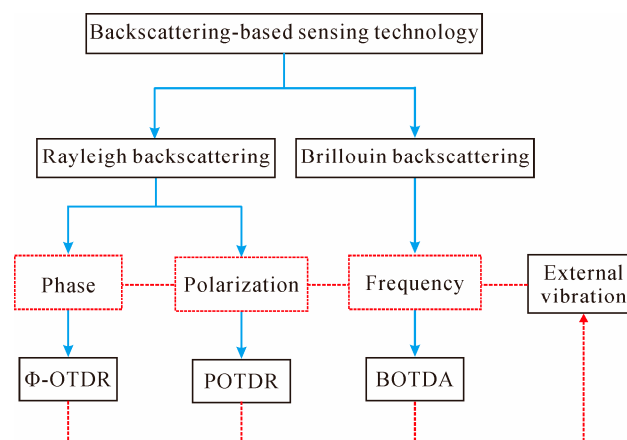 Backscattering-based sensing technology
Rayleigh backscattering
Brillouin backscattering
Phase
Polarization
Frequency
External
vibration
Φ-OTDR
POTDR
BOTDA